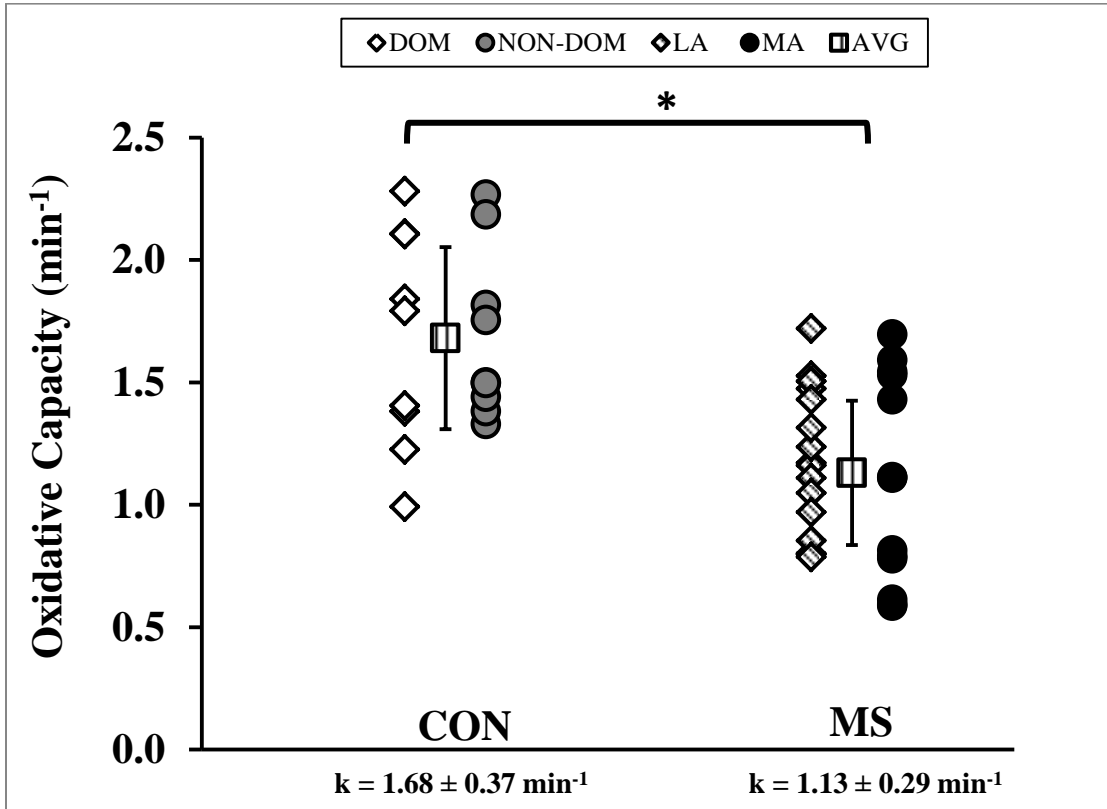 DOM NON-DOM LA MA AVG
*
2.5
2.0
1.5
1.0
0.5
0.0
Oxidative Capacity (min⁻¹)
CON MS
k = 1.68 ± 0.37 min⁻¹ k = 1.13 ± 0.29 min⁻¹